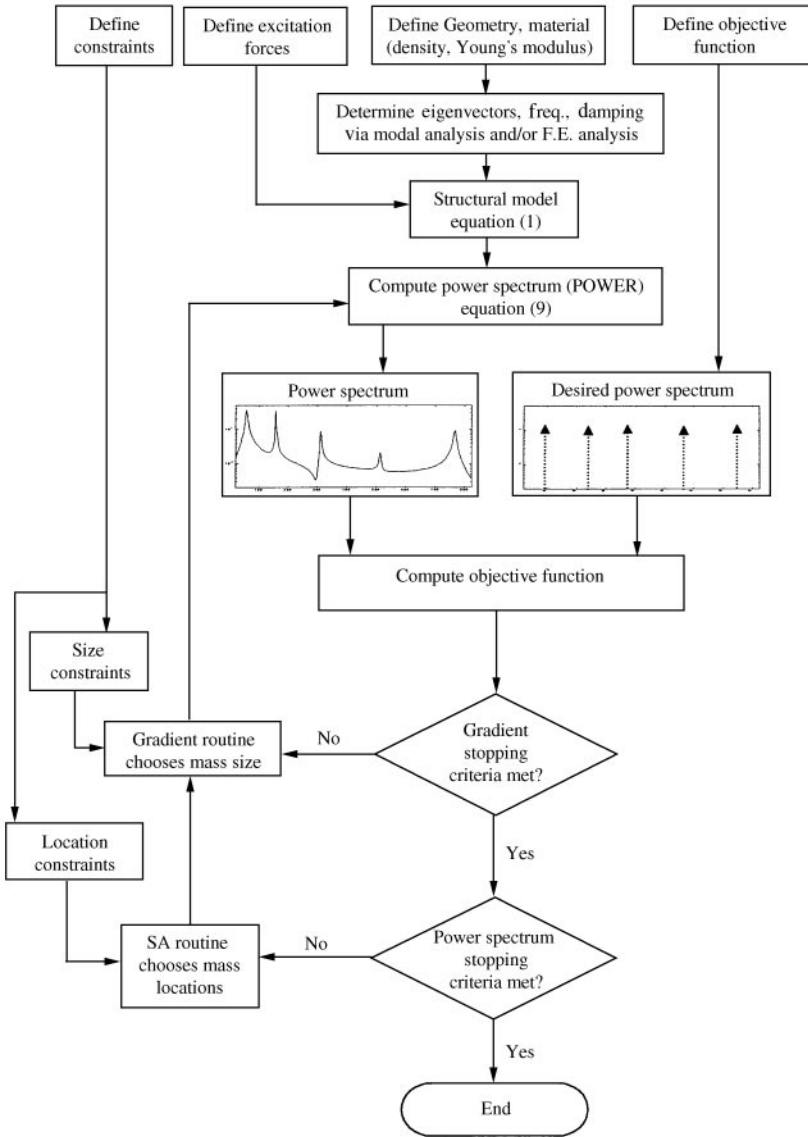 Define
constraints
Define excitation
forces
Define Geometry, material
(density, Young's modulus)
Define objective
function
Determine eigenvectors, freq., damping
via modal analysis and/or F.E. analysis
Structural model
equation (1)
Compute power spectrum (POWER)
equation (9)
Power spectrum
Desired power spectrum
Compute objective function
Size
constraints
Gradient routine
chooses mass size
No
Gradient
stopping
criteria met?
Yes
Location
constraints
SA routine
chooses mass
locations
No
Power spectrum
stopping
criteria met?
Yes
End